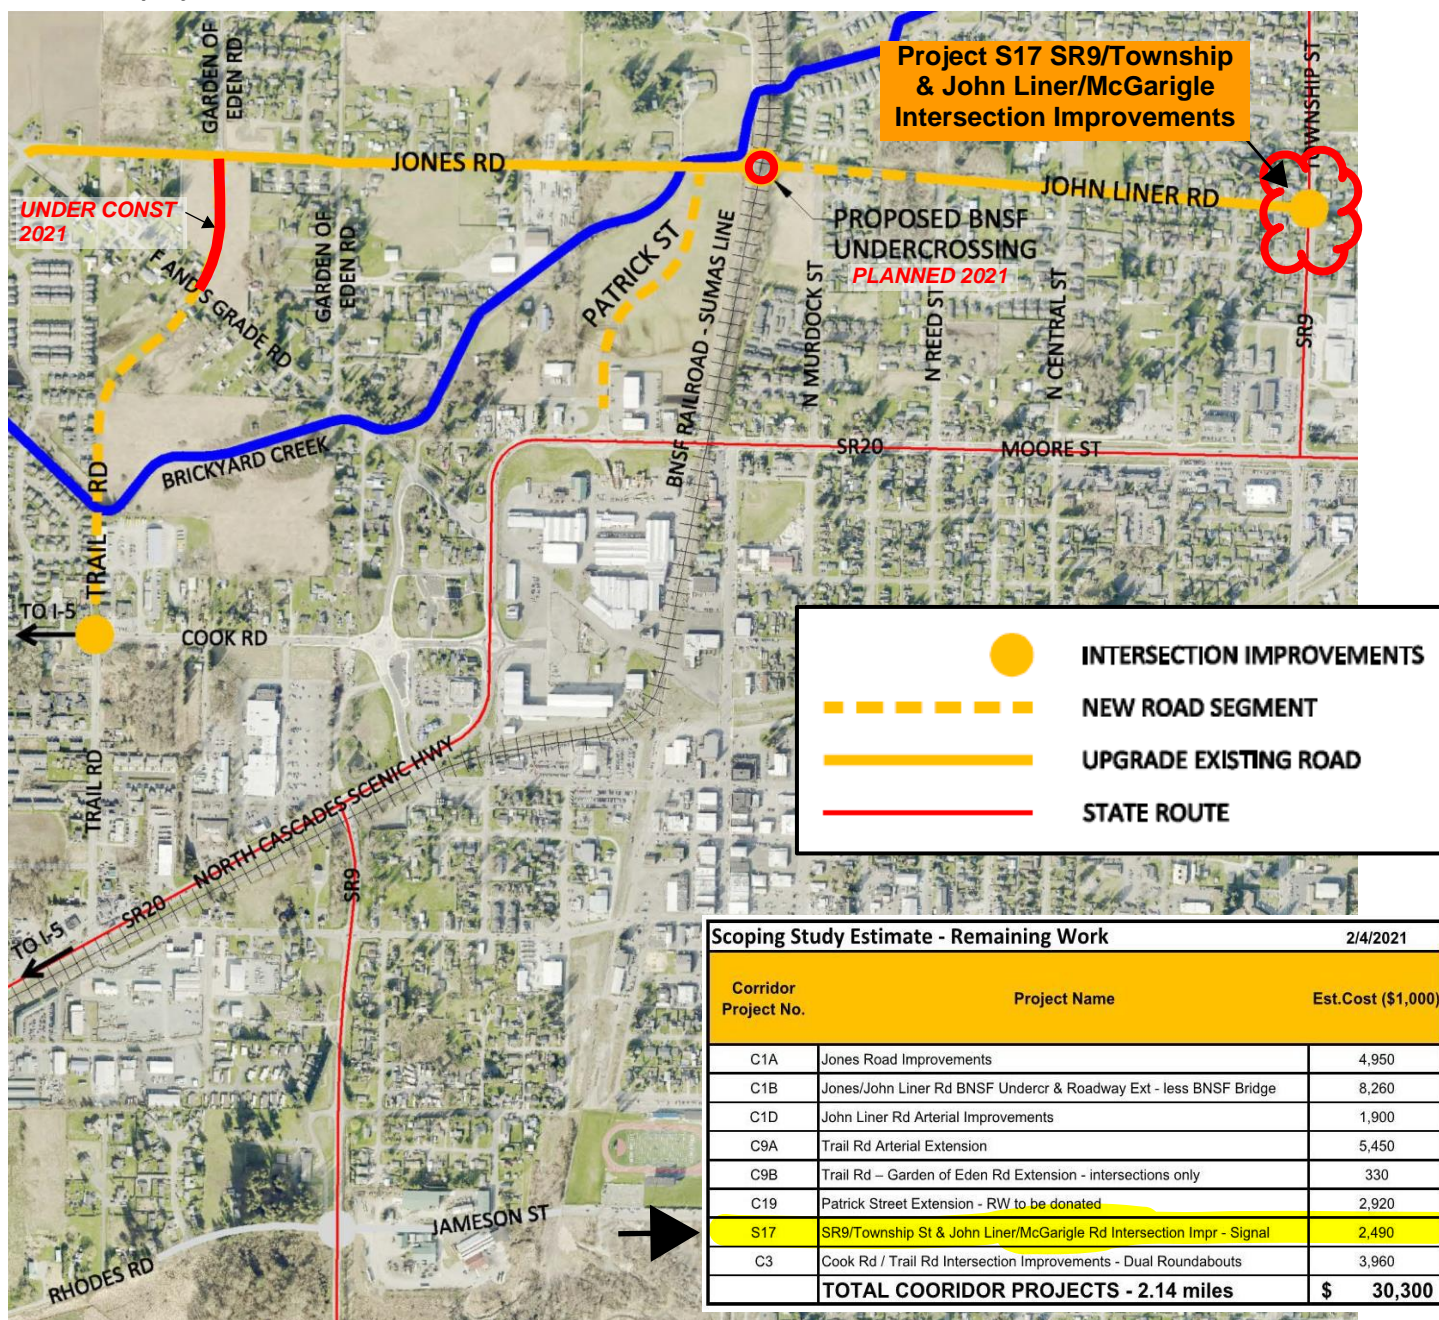 GARDEN OF
EDEN RD
Project S17 SR9/Township
& John Liner/McGarigle
Intersection Improvements
TOWNSHIP ST
JONES RD
JOHN LINER RD
UNDER CONST
2021
PROPOSED BNSF
UNDERCROSSING
PLANNED 2021
F AND S GRADE RD
GARDEN OF
EDEN RD
PATRICK ST
BNSF RAILROAD - SUMAS LINE
N MURDOCK ST
N REED ST
N CENTRAL ST
SR9
BRICKYARD CREEK
SR20
MOORE ST
TRAIL RD
TO I-5
COOK RD
INTERSECTION IMPROVEMENTS
NEW ROAD SEGMENT
UPGRADE EXISTING ROAD
STATE ROUTE
TRAIL RD
NORTH CASCADES SCENIC HWY
SR20
SR9
TO I-5
Scoping Study Estimate - Remaining Work 2/4/2021
Corridor
Project No. Project Name Est.Cost ($1,000)
C1A Jones Road Improvements 4,950
C1B Jones/John Liner Rd BNSF Undercr & Roadway Ext - less BNSF Bridge 8,260
C1D John Liner Rd Arterial Improvements 1,900
C9A Trail Rd Arterial Extension 5,450
C9B Trail Rd – Garden of Eden Rd Extension - intersections only 330
C19 Patrick Street Extension - RW to be donated 2,920
S17 SR9/Township St & John Liner/McGarigle Rd Intersection Impr - Signal 2,490
C3 Cook Rd / Trail Rd Intersection Improvements - Dual Roundabouts 3,960
TOTAL COORIDOR PROJECTS - 2.14 miles $ 30,300
JAMESON ST
RHODES RD